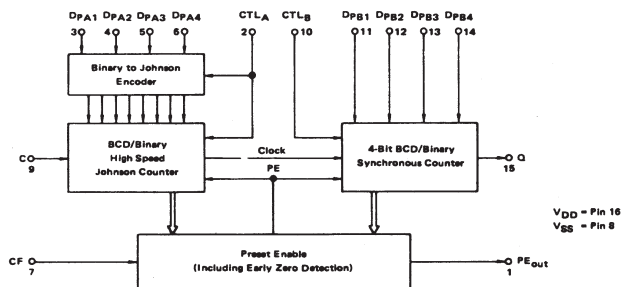 DPA1 DPA2 DPA3 DPA4 CTLA CTLB DPB1 DPB2 DPB3 DPB4
3 4 5 6 2 10 11 12 13 14
Binary to Johnson
Encoder
BCD/Binary
High Speed
Johnson Counter
Clock
PE
4-Bit BCD/Binary
Synchronous Counter
C
9
Q
15
VDD = Pin 16
VSS = Pin 8
CF
7
Preset Enable
(Including Early Zero Detection)
PEout
1